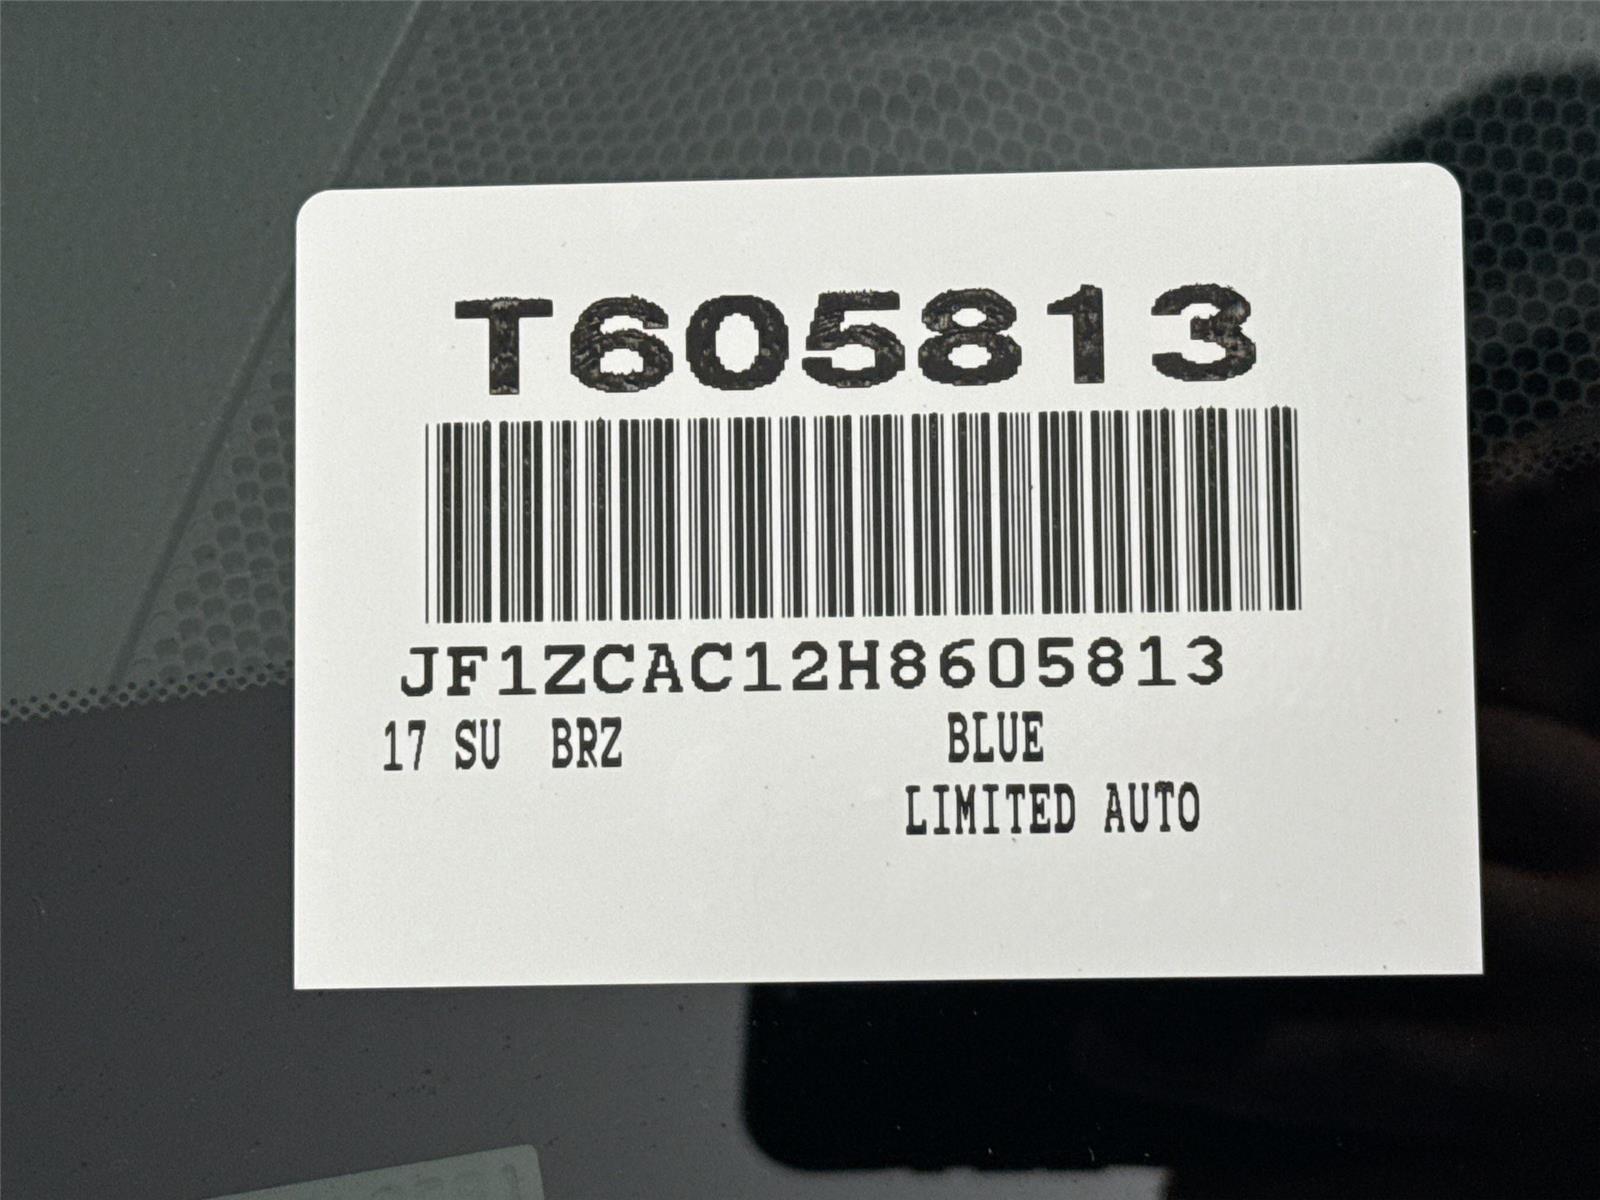 T605813
JF1ZCAC12H8605813
17 SU BRZ BLUE
LIMITED AUTO